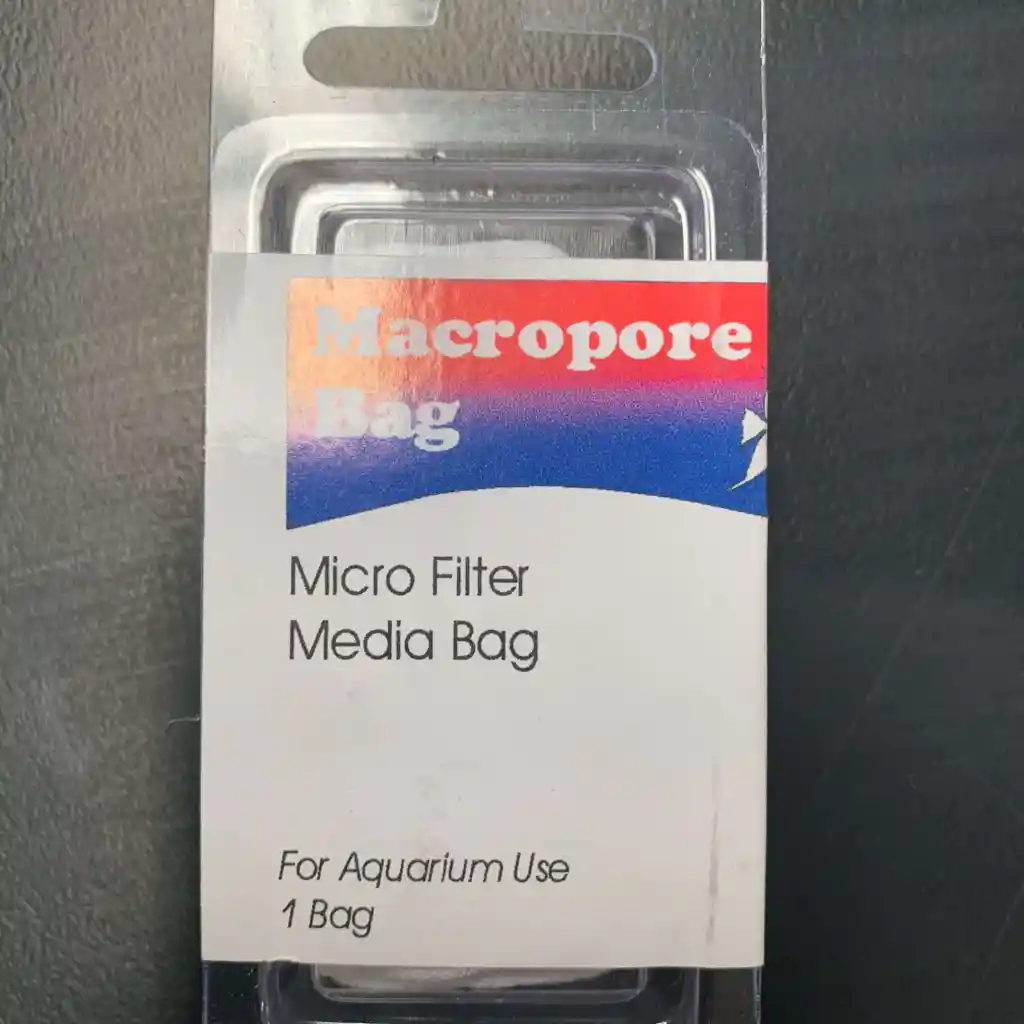 Macropore
Bag
Micro Filter
Media Bag
For Aquarium Use
1 Bag